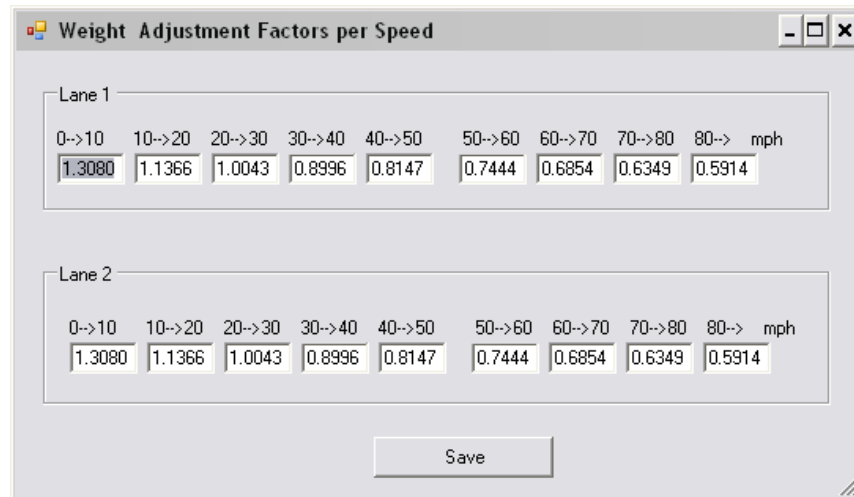 Weight Adjustment Factors per Speed
Lane 1
0-->10 10-->20 20-->30 30-->40 40-->50 50-->60 60-->70 70-->80 80--> mph
1.3080 1.1366 1.0043 0.8996 0.8147 0.7444 0.6854 0.6349 0.5914
Lane 2
0-->10 10-->20 20-->30 30-->40 40-->50 50-->60 60-->70 70-->80 80--> mph
1.3080 1.1366 1.0043 0.8996 0.8147 0.7444 0.6854 0.6349 0.5914
Save